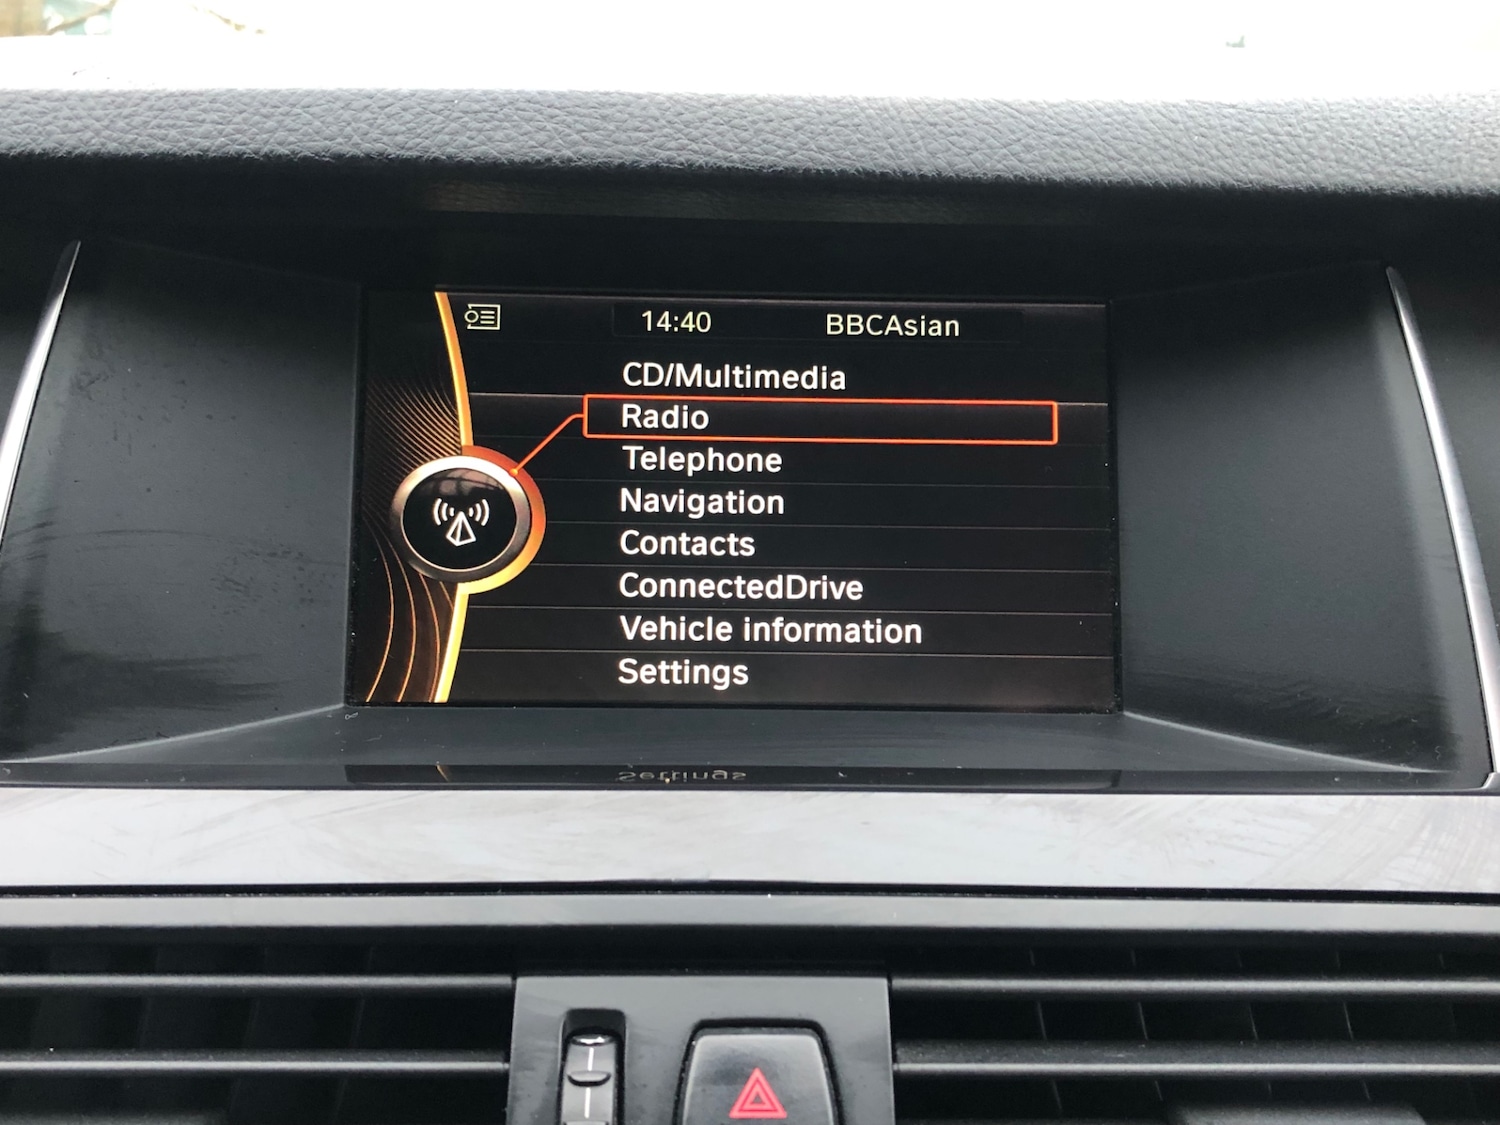 14:40 BBCAsian
CD/Multimedia
Radio
Telephone
Navigation
Contacts
ConnectedDrive
Vehicle information
Settings